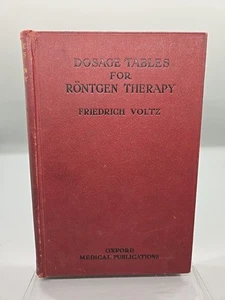 DOSAGE TABLES
FOR
RÖNTGEN THERAPY
FRIEDRICH VOLTZ
OXFORD
MEDICAL PUBLICATIONS